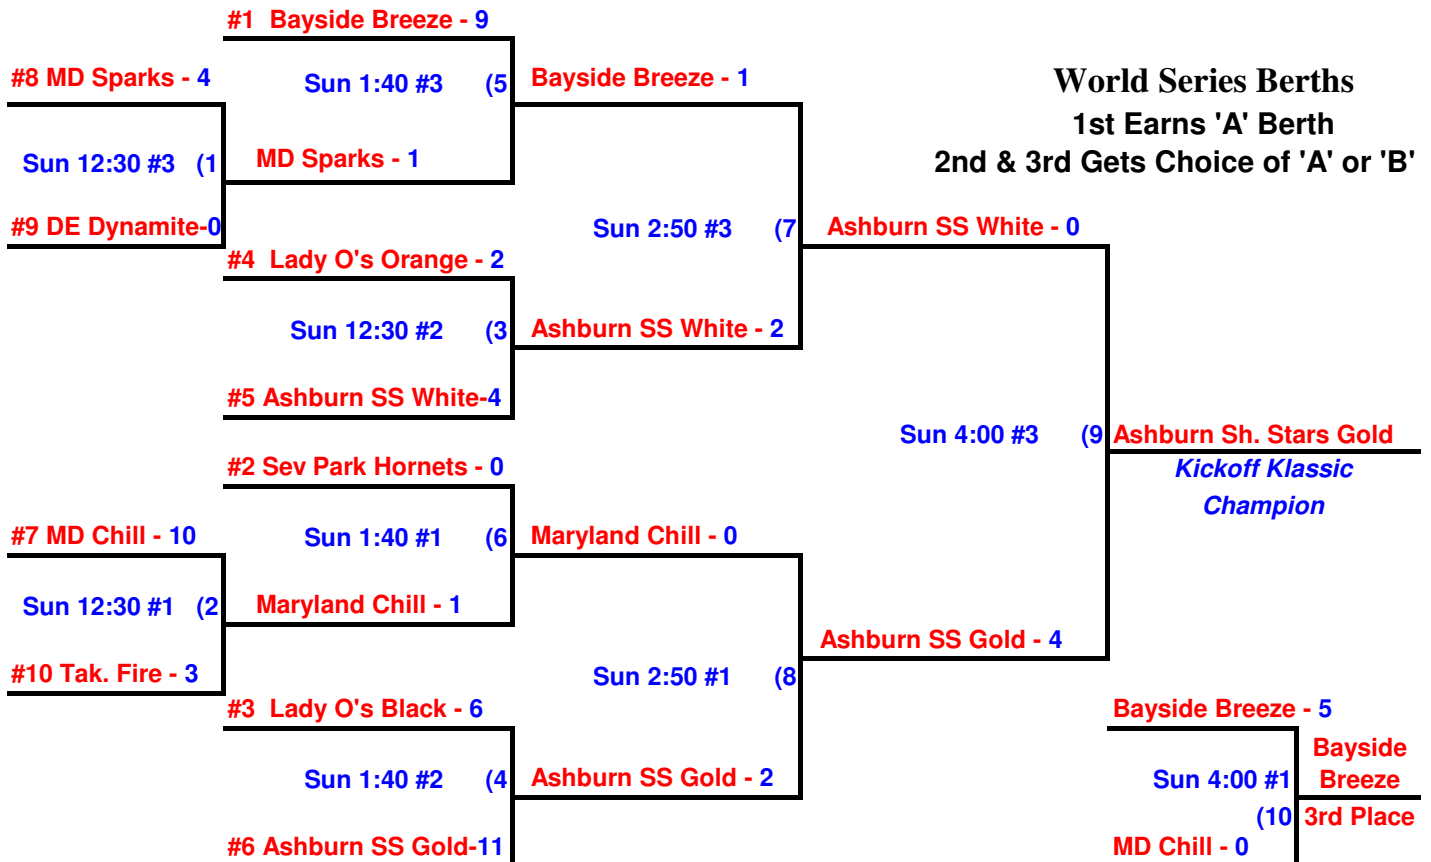 #1  Bayside Breeze - 9
#8 MD Sparks - 4
Sun 1:40 #3 (5
Bayside Breeze - 1
World Series Berths
1st Earns 'A' Berth
2nd & 3rd Gets Choice of 'A' or 'B'
Sun 12:30 #3 (1
MD Sparks - 1
#9 DE Dynamite-0
Sun 2:50 #3 (7
Ashburn SS White - 0
#4  Lady O's Orange - 2
Sun 12:30 #2 (3
Ashburn SS White - 2
#5 Ashburn SS White-4
Sun 4:00 #3 (9
Ashburn Sh. Stars Gold
Kickoff Klassic
Champion
#2 Sev Park Hornets - 0
#7 MD Chill - 10
Sun 1:40 #1 (6
Maryland Chill - 0
Sun 12:30 #1 (2
Maryland Chill - 1
Ashburn SS Gold - 4
#10 Tak. Fire - 3
Sun 2:50 #1 (8
#3  Lady O's Black - 6
Bayside Breeze - 5
Sun 1:40 #2 (4
Ashburn SS Gold - 2
Sun 4:00 #1
(10
Bayside
Breeze
3rd Place
#6 Ashburn SS Gold-11
MD Chill - 0